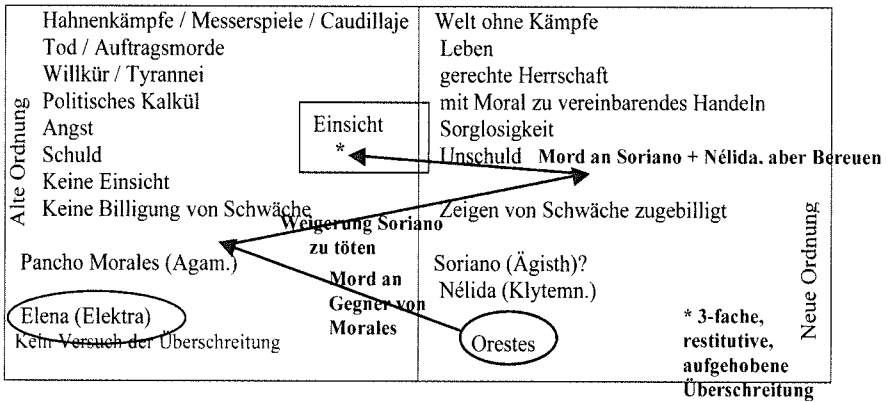 Hahnenkämpfe / Messerspiele / Caudillaje
Tod / Auftragsmorde
Willkür / Tyrannei
Politisches Kalkül
Angst
Schuld
Keine Einsicht
Keine Billigung von Schwäche
Alte Ordnung
Pancho Morales (Agam.)
Elena (Elektra)
Kein Versuch der Überschreitung
Einsicht
*
Welt ohne Kämpfe
Leben
gerechte Herrschaft
mit Moral zu vereinbarendes Handeln
Sorglosigkeit
Unschuld
Mord an Soriano + Nélida. aber Bereuen
Zeigen von Schwäche zugebilligt
Weigerung Soriano
zu töten
Mord an
Gegner von
Morales
Soriano (Ägisth)?
Nélida (Klytemn.)
Orestes
Neue Ordnung
* 3-fache,
restitutive,
aufgehobene
Überschreitung